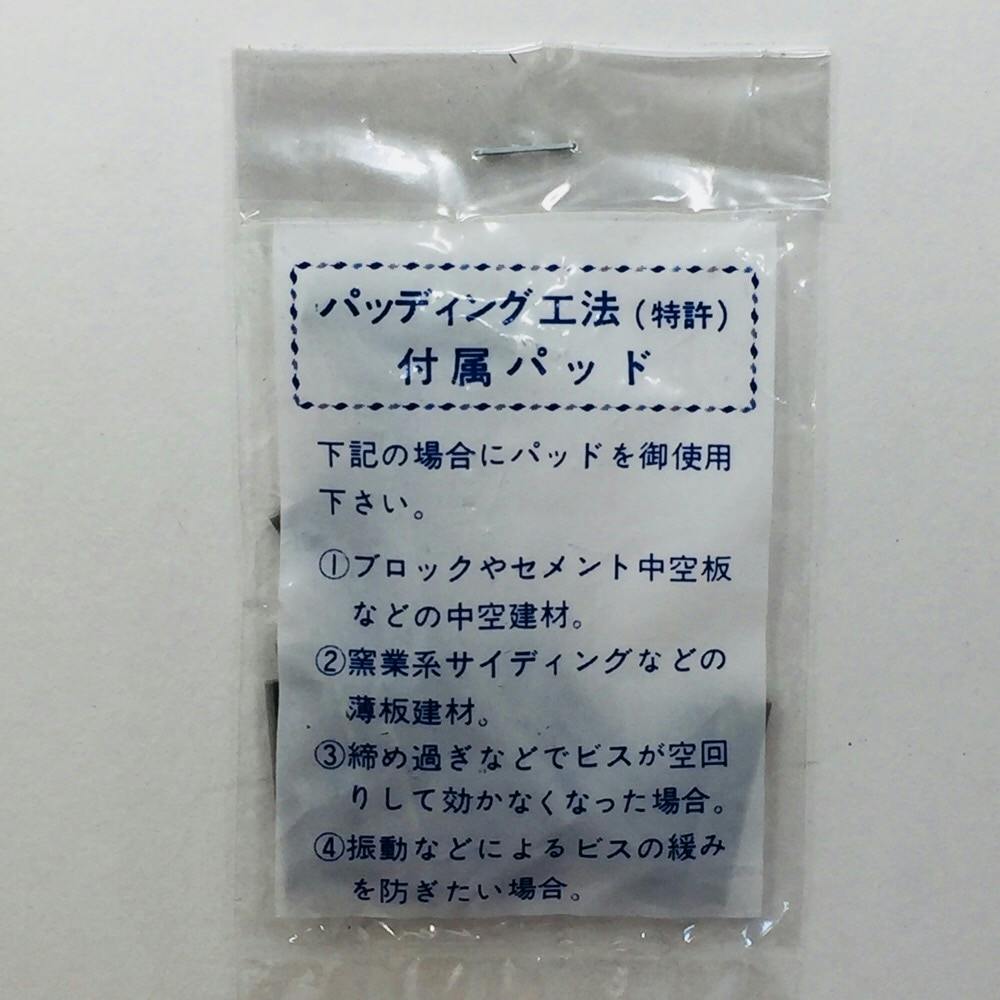 パッディング工法(特許)
付属パッド
下記の場合にパッドを御使用
下さい。
①ブロックやセメント中空板
などの中空建材。
②窯業系サイディングなどの
薄板建材。
③締め過ぎなどでビスが空回
りして効かなくなった場合。
④振動などによるビスの緩み
を防ぎたい場合。